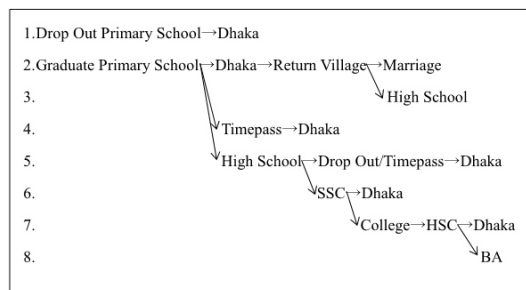 1.Drop Out Primary School→Dhaka
2.Graduate Primary School→Dhaka→Return Village→Marriage
3. High School
4. Timepass→Dhaka
5. High School→Drop Out/Timepass→Dhaka
6. SSC→Dhaka
7. College→HSC→Dhaka
8. BA